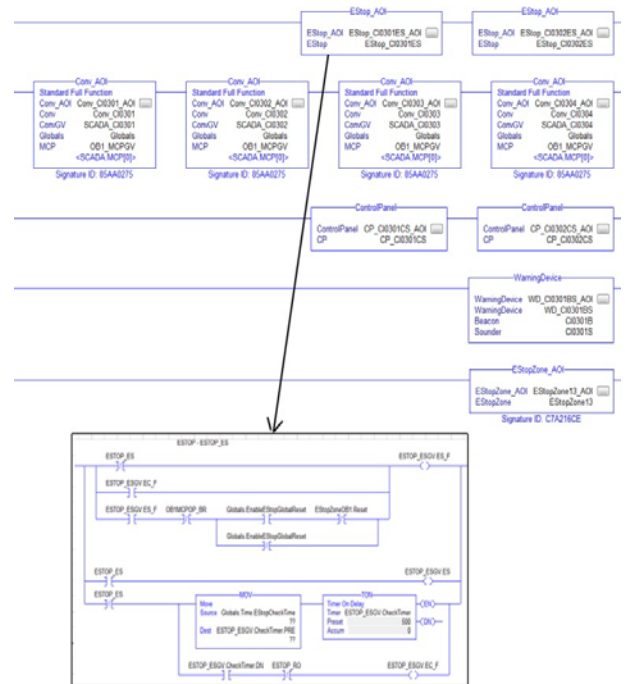 EStop_AOI
EStop_AOI EStop_CI0301ES_AOI
EStop EStop_CI0301ES
EStop_AOI
EStop_AOI EStop_CI0302ES_AOI
EStop EStop_CI0302ES
Conv_AOI
Standard Full Function
Conv_AOI Conv_CI0301_AOI
Conv Conv_CI0301
ConvGV SCADA_CI0301
Globals Globals
MCP OB1_MCPGV
<SCADA.MCP[0]>
Signature ID: 85AA0275
Conv_AOI
Standard Full Function
Conv_AOI Conv_CI0302_AOI
Conv Conv_CI0302
ConvGV SCADA_CI0302
Globals Globals
MCP OB1_MCPGV
<SCADA.MCP[0]>
Signature ID: 85AA0275
Conv_AOI
Standard Full Function
Conv_AOI Conv_CI0303_AOI
Conv Conv_CI0303
ConvGV SCADA_CI0303
Globals Globals
MCP OB1_MCPGV
<SCADA.MCP[0]>
Signature ID: 85AA0275
Conv_AOI
Standard Full Function
Conv_AOI Conv_CI0304_AOI
Conv Conv_CI0304
ConvGV SCADA_CI0304
Globals Globals
MCP OB1_MCPGV
<SCADA.MCP[0]>
Signature ID: 85AA0275
ControlPanel
ControlPanel CP_CI0301CS_AOI
CP CP_CI0301CS
ControlPanel
ControlPanel CP_CI0302CS_AOI
CP CP_CI0302CS
WarningDevice
WarningDevice WD_CI0301BS_AOI
WarningDevice WD_CI0301BS
Beacon CI0301B
Sounder CI0301S
EStopZone_AOI
EStopZone_AOI EStopZone13_AOI
EStopZone EStopZone13
Signature ID: C7A216CE
ESTOP - ESTOP_ES
ESTOP_ES ESTOP_ESGV.ES_F
ESTOP_ESGV.EC_F
ESTOP_ESGV.ES_F OB1MCPOP_BR Globals.EnableEStopGlobalReset EStopZoneOB1.Reset
Globals.EnableEStopGlobalReset
ESTOP_ES ESTOP_ESGV.ES
ESTOP_ES
MOV
Move
Source Globals.Time.EStopCheckTime
??
Dest ESTOP_ESGV.CheckTimer.PRE
??
TON
Timer On Delay
Timer ESTOP_ESGV.CheckTimer
Preset 500
Accum 0
EN
DN
ESTOP_ESGV.CheckTimer.DN ESTOP_RO ESTOP_ESGV.EC_F